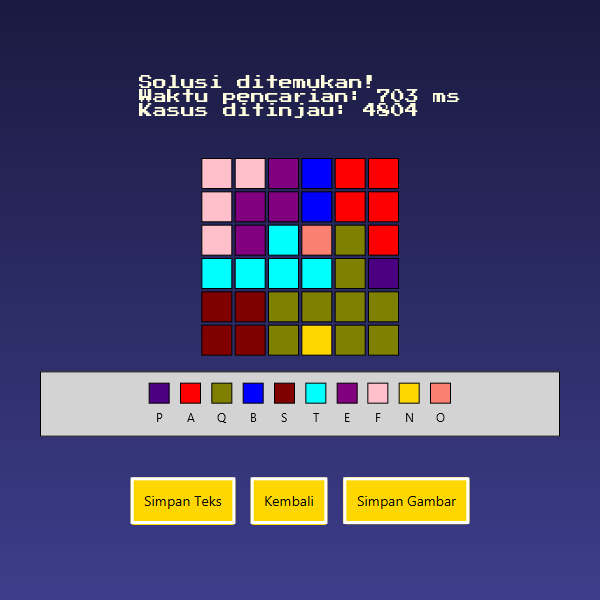 Solusi ditemukan!
Waktu pencarian: 703 ms
Kasus ditinjau: 4804
P A Q B S T E F N O
Simpan Teks Kembali Simpan Gambar